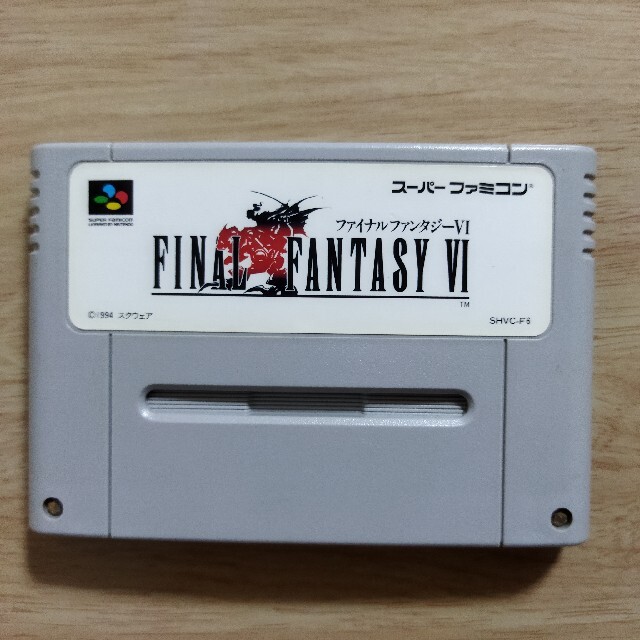 スーパーファミコン®
SUPER FAMICOM
LICENSED BY NINTENDO
ファイナルファンタジーVI
FINAL FANTASY VI
TM
©1994 スクウェア
SHVC-F6